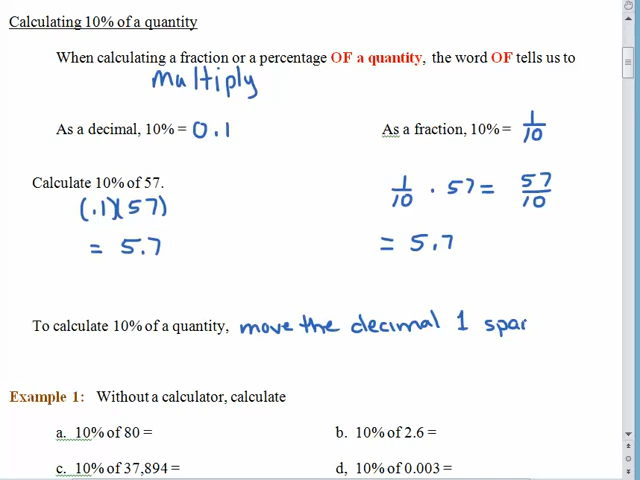 Calculating 10% of a quantity
When calculating a fraction or a percentage OF a quantity, the word OF tells us to
multiply
As a decimal, 10% = 0.1 As a fraction, 10% = 1/10
Calculate 10% of 57.
(.1)(57) 1/10 · 57 = 57/10
= 5.7 = 5.7
To calculate 10% of a quantity, move the decimal 1 spar
Example 1: Without a calculator, calculate
a. 10% of 80 = b. 10% of 2.6 =
c. 10% of 37,894 = d, 10% of 0.003 =